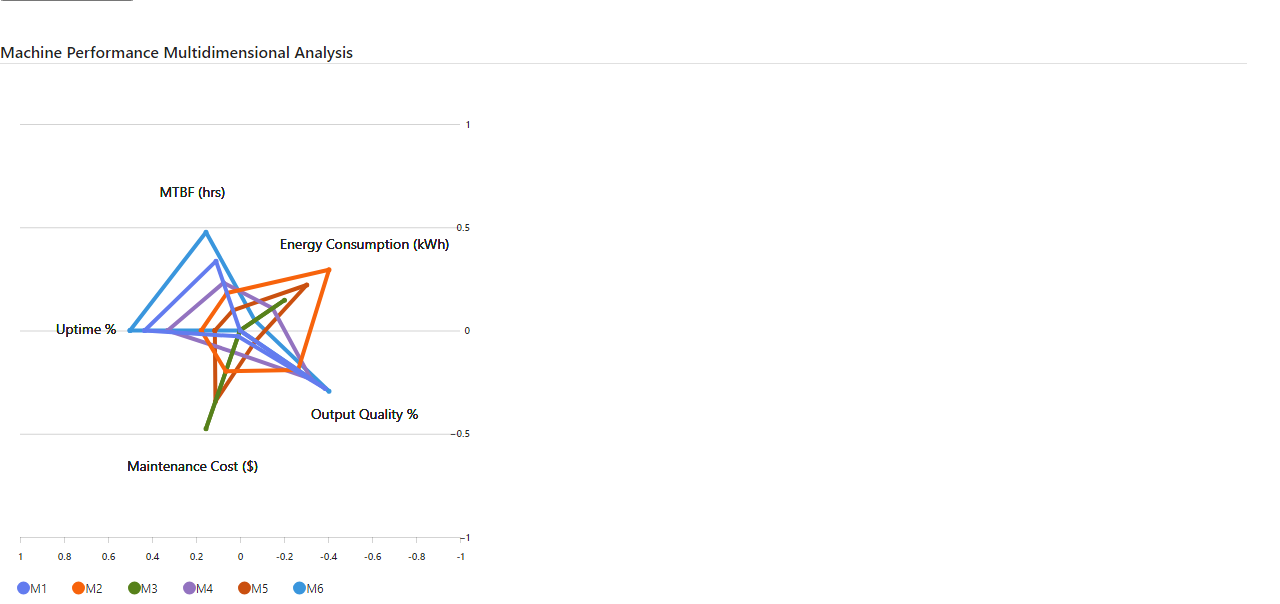 Machine Performance Multidimensional Analysis
1
MTBF (hrs)
0.5
Energy Consumption (kWh)
Uptime %
0
Output Quality %
−0.5
Maintenance Cost ($)
−1
1 0.8 0.6 0.4 0.2 0 -0.2 -0.4 -0.6 -0.8 -1
M1 M2 M3 M4 M5 M6